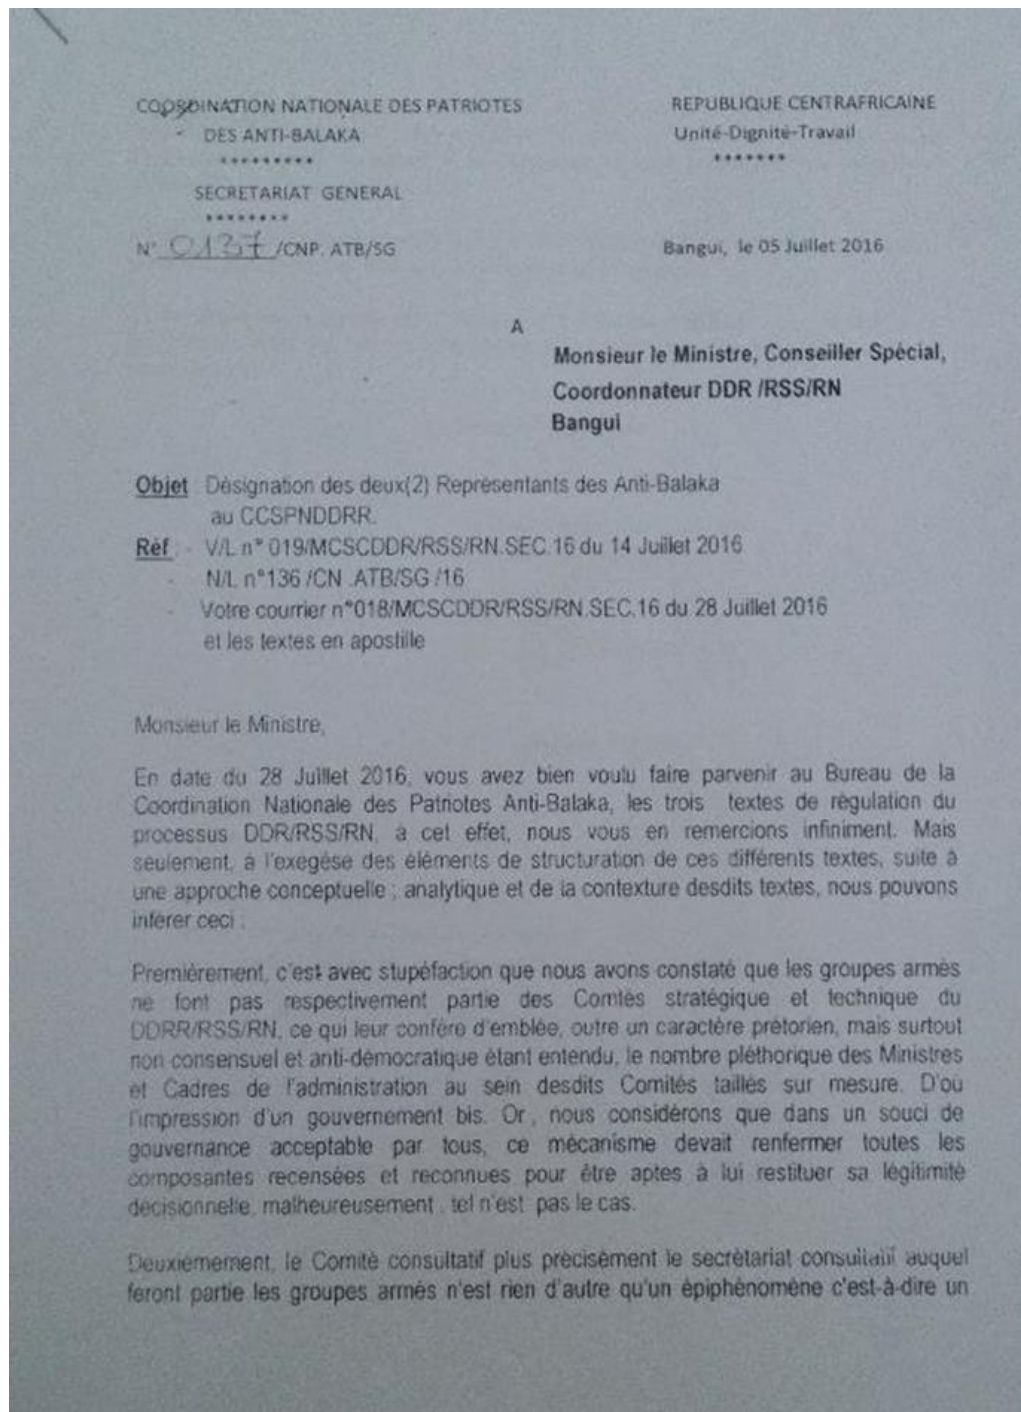 COORDINATION NATIONALE DES PATRIOTES
DES ANTI-BALAKA
*********
SECRETARIAT GENERAL
********
N° 0137 /CNP. ATB/SG
REPUBLIQUE CENTRAFRICAINE
Unité-Dignité-Travail
*******
Bangui, le 05 Juillet 2016
A
Monsieur le Ministre, Conseiller Spécial,
Coordonnateur DDR /RSS/RN
Bangui
Objet Désignation des deux(2) Représentants des Anti-Balaka
au CCSPNDDRR.
Réf : - V/L n° 019/MCSCDDR/RSS/RN.SEC.16 du 14 Juillet 2016
- N/L n°136 /CN .ATB/SG /16
- Votre courrier n°018/MCSCDDR/RSS/RN.SEC.16 du 28 Juillet 2016
et les textes en apostille
Monsieur le Ministre,
En date du 28 Juillet 2016, vous avez bien voulu faire parvenir au Bureau de la
Coordination Nationale des Patriotes Anti-Balaka, les trois textes de régulation du
processus DDR/RSS/RN, à cet effet, nous vous en remercions infiniment. Mais
seulement, à l'exégèse des éléments de structuration de ces différents textes, suite à
une approche conceptuelle ; analytique et de la contexture desdits textes, nous pouvons
inférer ceci :
Premièrement, c'est avec stupéfaction que nous avons constaté que les groupes armés
ne font pas respectivement partie des Comtés stratégique et technique du
DDRR/RSS/RN, ce qui leur confère d'emblée, outre un caractère prétorien, mais surtout
non consensuel et anti-démocratique étant entendu, le nombre pléthorique des Ministres
et Cadres de l'administration au sein desdits Comités taillés sur mesure. D'où
l'impression d'un gouvernement bis. Or, nous considérons que dans un souci de
gouvernance acceptable par tous, ce mécanisme devait renfermer toutes les
composantes recensées et reconnues pour être aptes à lui restituer sa légitimité
décisionnelle, malheureusement , tel n'est pas le cas.
Deuxièmement, le Comité consultatif plus précisément le secrétariat consultatif auquel
feront partie les groupes armés n'est rien d'autre qu'un épiphénomène c'est-à-dire un